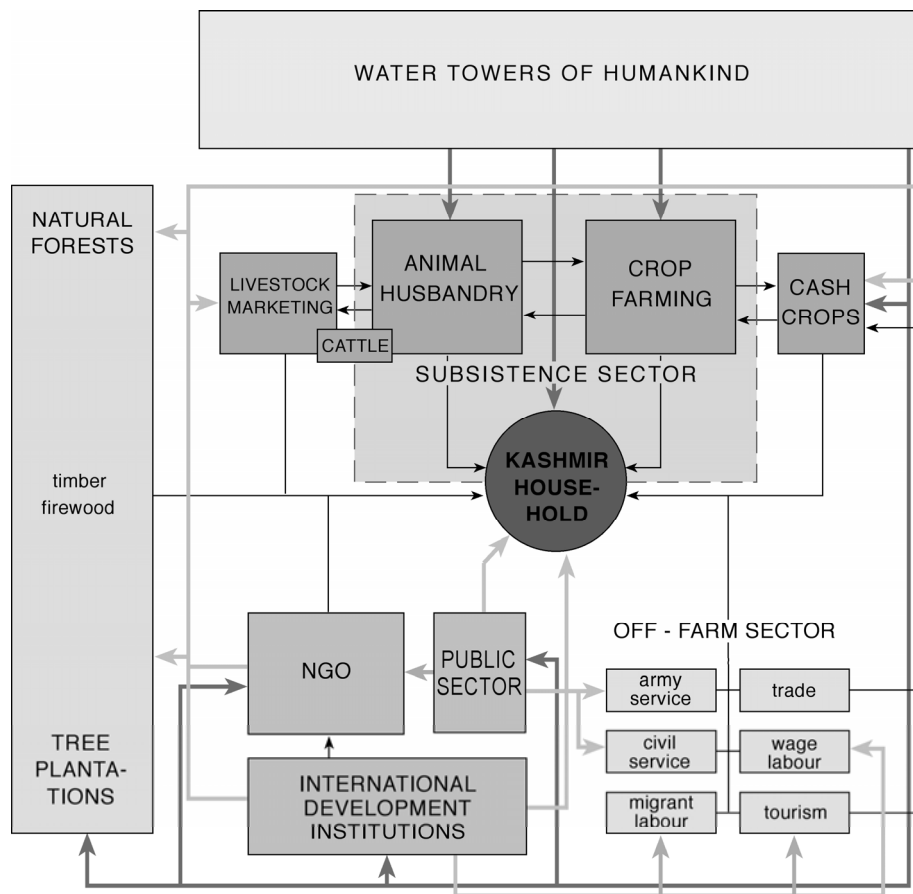 WATER TOWERS OF HUMANKIND
NATURAL
FORESTS
timber
firewood
TREE
PLANTA-
TIONS
LIVESTOCK
MARKETING
CATTLE
ANIMAL
HUSBANDRY
CROP
FARMING
CASH
CROPS
SUBSISTENCE SECTOR
KASHMIR
HOUSE-
HOLD
NGO
PUBLIC
SECTOR
INTERNATIONAL
DEVELOPMENT
INSTITUTIONS
OFF - FARM SECTOR
army
service
trade
civil
service
wage
labour
migrant
labour
tourism